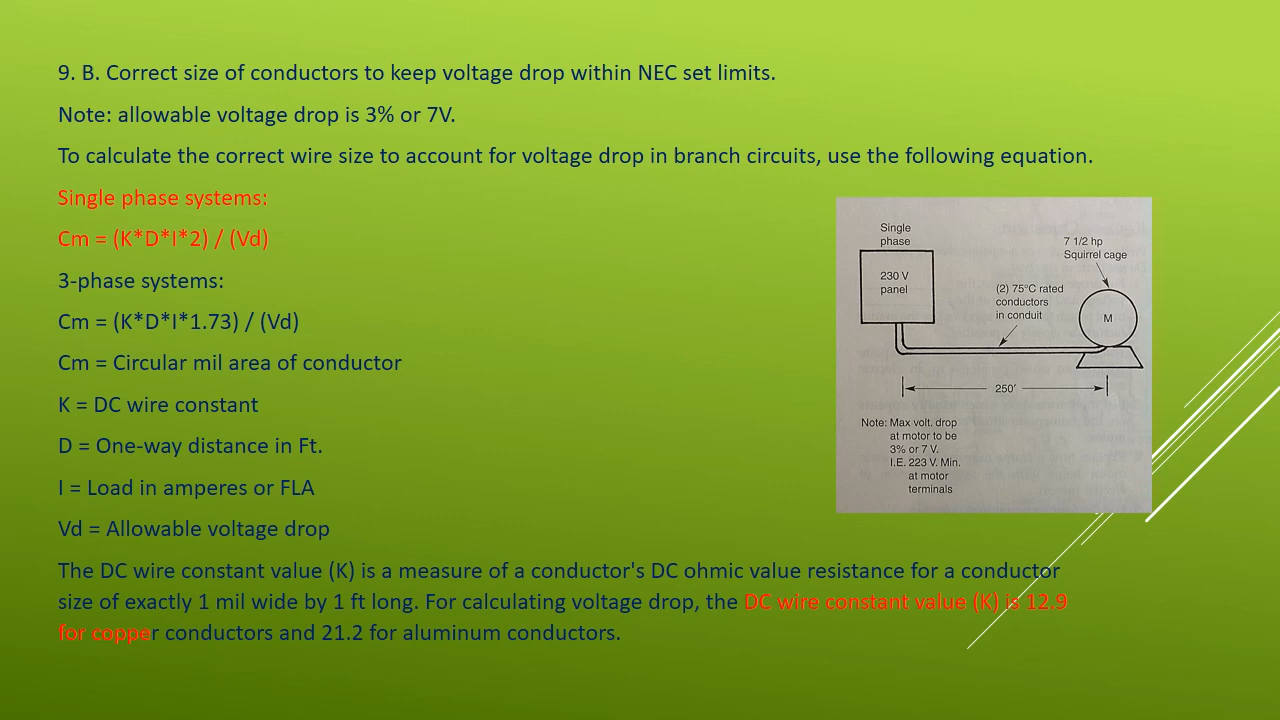 9. B. Correct size of conductors to keep voltage drop within NEC set limits.
Note: allowable voltage drop is 3% or 7V.
To calculate the correct wire size to account for voltage drop in branch circuits, use the following equation.
Single phase systems:
Cm = (K*D*I*2) / (Vd)
3-phase systems:
Cm = (K*D*I*1.73) / (Vd)
Cm = Circular mil area of conductor
K = DC wire constant
D = One-way distance in Ft.
I = Load in amperes or FLA
Vd = Allowable voltage drop
The DC wire constant value (K) is a measure of a conductor's DC ohmic value resistance for a conductor
size of exactly 1 mil wide by 1 ft long. For calculating voltage drop, the DC wire constant value (K) is 12.9
for copper conductors and 21.2 for aluminum conductors.
Single
phase
230 V
panel
7 1/2 hp
Squirrel cage
(2) 75°C rated
conductors
in conduit
M
250'
Note: Max volt. drop
at motor to be
3% or 7 V.
I.E. 223 V. Min.
at motor
terminals